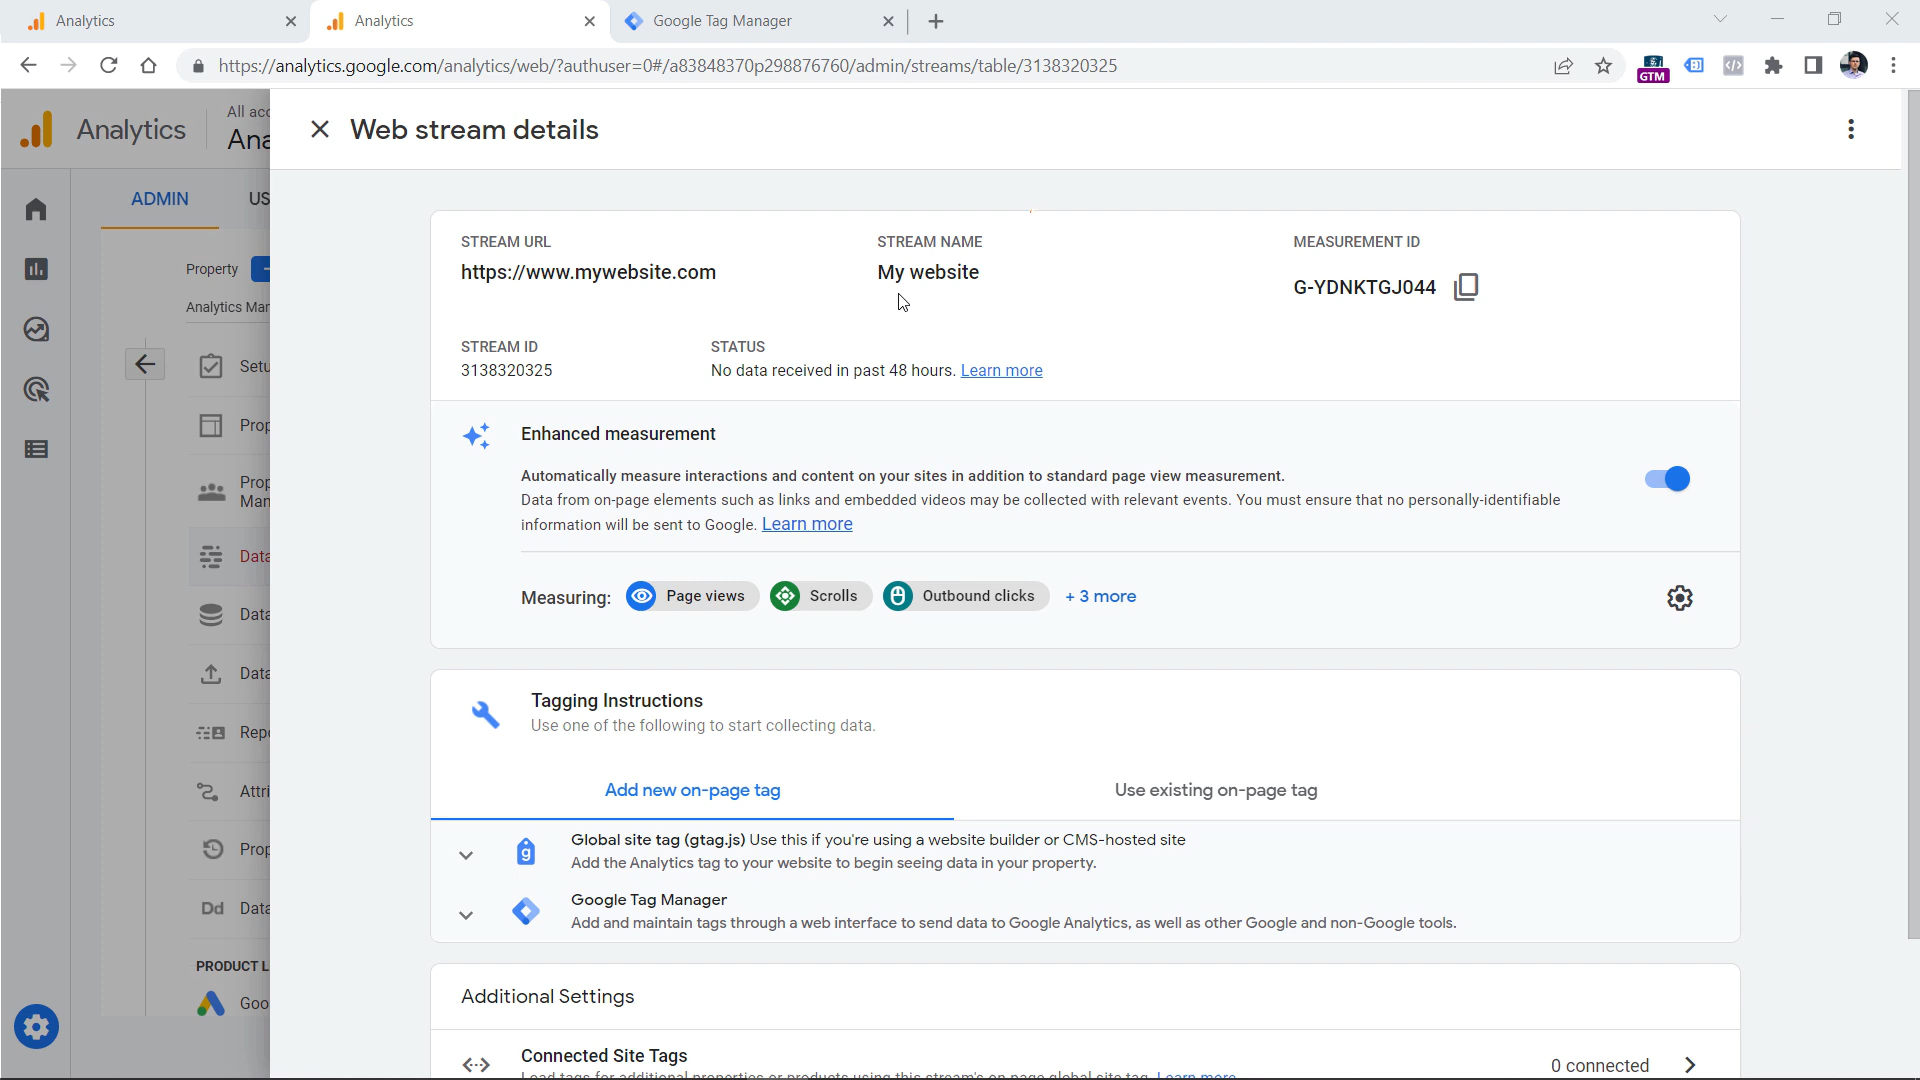 Analytics
Analytics
Google Tag Manager
https://analytics.google.com/analytics/web/?authuser=0#/a83848370p298876760/admin/streams/table/3138320325
GTM
Analytics
All acc
Ana
Web stream details
ADMIN
US
Property
Analytics Mar
Setu
Prop
Prop
Man
Data
Data
Data
Repo
Attri
Prop
Dd Data
PRODUCT L
Goo
STREAM URL
https://www.mywebsite.com
STREAM NAME
My website
MEASUREMENT ID
G-YDNKTGJ044
STREAM ID
3138320325
STATUS
No data received in past 48 hours. Learn more
Enhanced measurement
Automatically measure interactions and content on your sites in addition to standard page view measurement.
Data from on-page elements such as links and embedded videos may be collected with relevant events. You must ensure that no personally-identifiable
information will be sent to Google. Learn more
Measuring: Page views Scrolls Outbound clicks + 3 more
Tagging Instructions
Use one of the following to start collecting data.
Add new on-page tag
Use existing on-page tag
g
Global site tag (gtag.js) Use this if you're using a website builder or CMS-hosted site
Add the Analytics tag to your website to begin seeing data in your property.
Google Tag Manager
Add and maintain tags through a web interface to send data to Google Analytics, as well as other Google and non-Google tools.
Additional Settings
Connected Site Tags
0 connected
Load tags for additional properties or products using this stream's on-page global site tag. Learn more